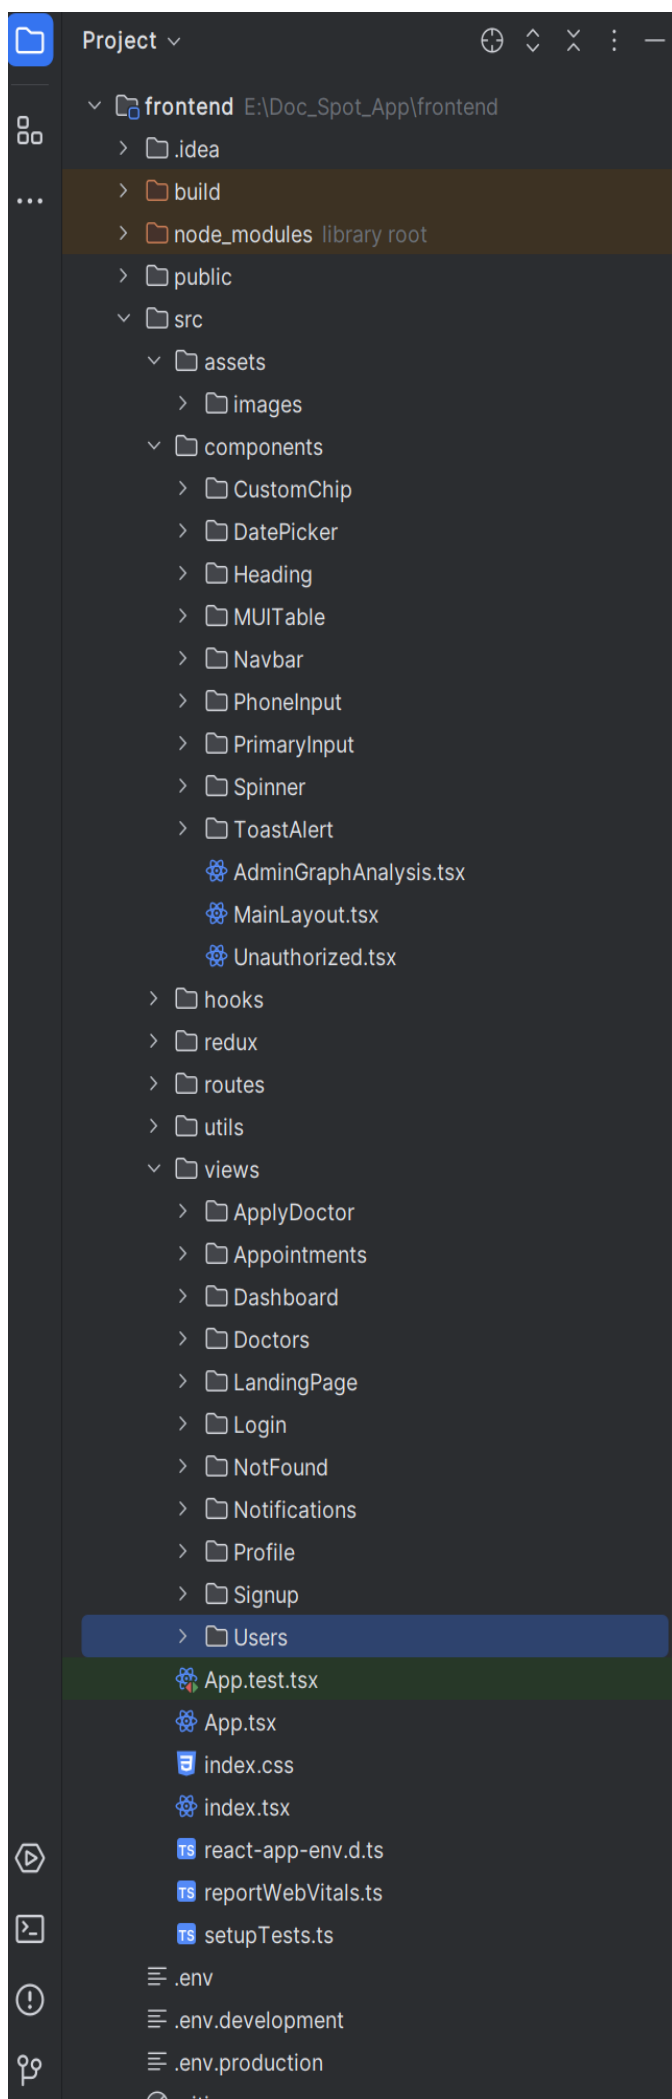 Project
frontend E:\Doc_Spot_App\frontend
.idea
build
node_modules library root
public
src
assets
images
components
CustomChip
DatePicker
Heading
MUITable
Navbar
PhoneInput
PrimaryInput
Spinner
ToastAlert
AdminGraphAnalysis.tsx
MainLayout.tsx
Unauthorized.tsx
hooks
redux
routes
utils
views
ApplyDoctor
Appointments
Dashboard
Doctors
LandingPage
Login
NotFound
Notifications
Profile
Signup
Users
App.test.tsx
App.tsx
index.css
index.tsx
TS react-app-env.d.ts
TS reportWebVitals.ts
TS setupTests.ts
.env
.env.development
.env.production